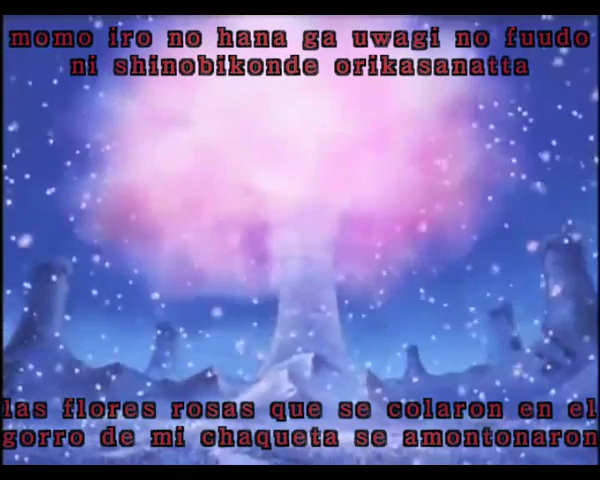 momo iro no hana ga uwagi no fuudo
ni shinobikonde orikasanatta
las flores rosas que se colaron en el
gorro de mi chaqueta se amontonaron